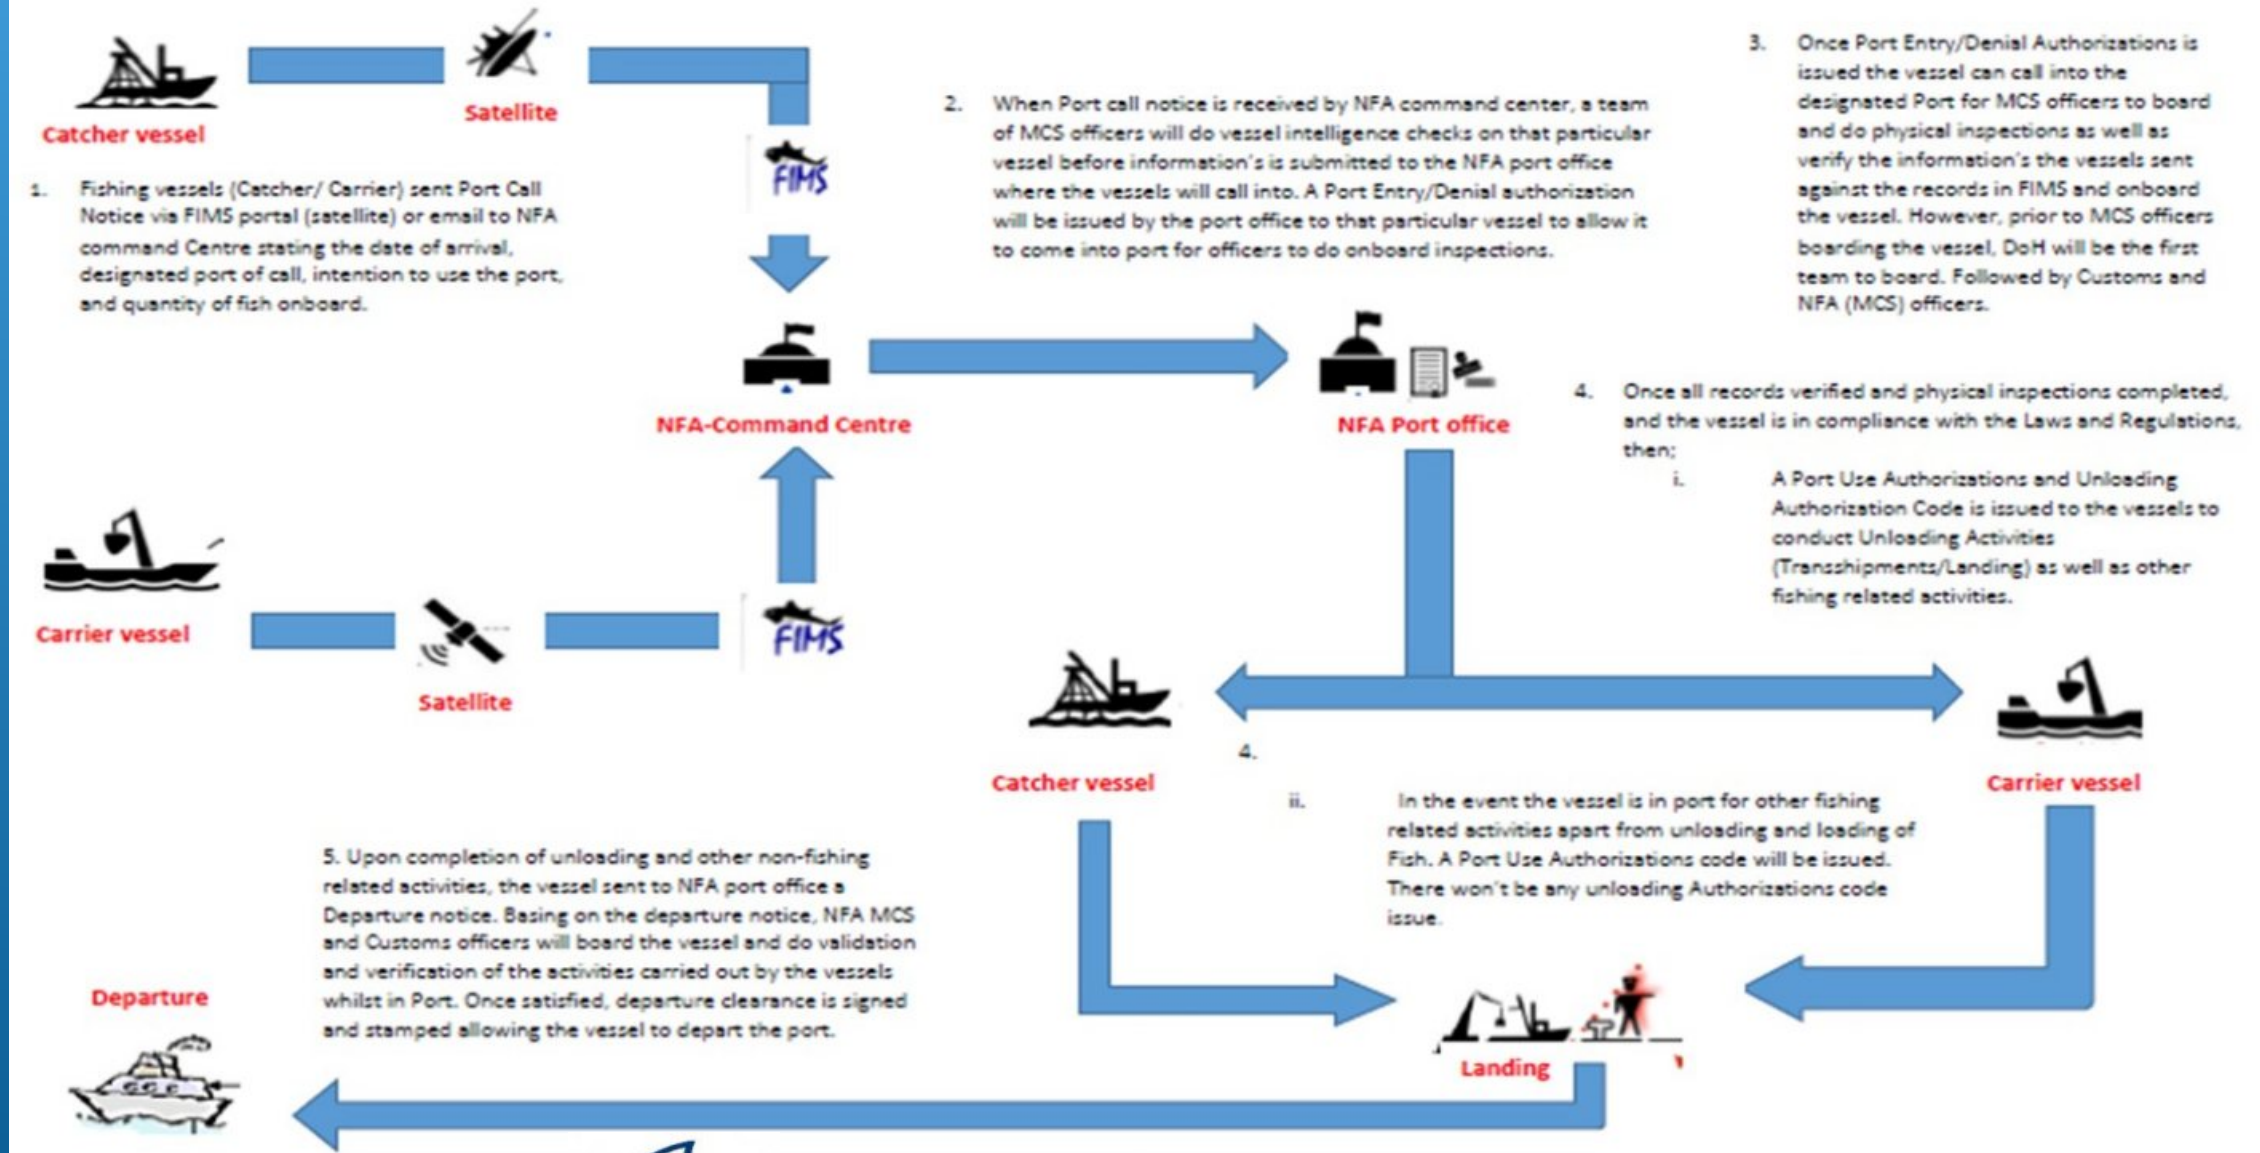 Catcher vessel
Satellite
FIMS
1. Fishing vessels (Catcher/ Carrier) sent Port Call
Notice via FIMS portal (satellite) or email to NFA
command Centre stating the date of arrival,
designated port of call, intention to use the port,
and quantity of fish onboard.
2. When Port call notice is received by NFA command center, a team
of MCS officers will do vessel intelligence checks on that particular
vessel before information's is submitted to the NFA port office
where the vessels will call into. A Port Entry/Denial authorization
will be issued by the port office to that particular vessel to allow it
to come into port for officers to do onboard inspections.
3. Once Port Entry/Denial Authorizations is
issued the vessel can call into the
designated Port for MCS officers to board
and do physical inspections as well as
verify the information's the vessels sent
against the records in FIMS and onboard
the vessel. However, prior to MCS officers
boarding the vessel, DoH will be the first
team to board. Followed by Customs and
NFA (MCS) officers.
NFA-Command Centre
NFA Port office
4. Once all records verified and physical inspections completed,
and the vessel is in compliance with the Laws and Regulations,
then;
i. A Port Use Authorizations and Unloading
Authorization Code is issued to the vessels to
conduct Unloading Activities
(Transshipments/Landing) as well as other
fishing related activities.
Carrier vessel
Satellite
FIMS
Catcher vessel
Carrier vessel
4.
ii. In the event the vessel is in port for other fishing
related activities apart from unloading and loading of
Fish. A Port Use Authorizations code will be issued.
There won't be any unloading Authorizations code
issue.
5. Upon completion of unloading and other non-fishing
related activities, the vessel sent to NFA port office a
Departure notice. Basing on the departure notice, NFA MCS
and Customs officers will board the vessel and do validation
and verification of the activities carried out by the vessels
whilst in Port. Once satisfied, departure clearance is signed
and stamped allowing the vessel to depart the port.
Departure
Landing